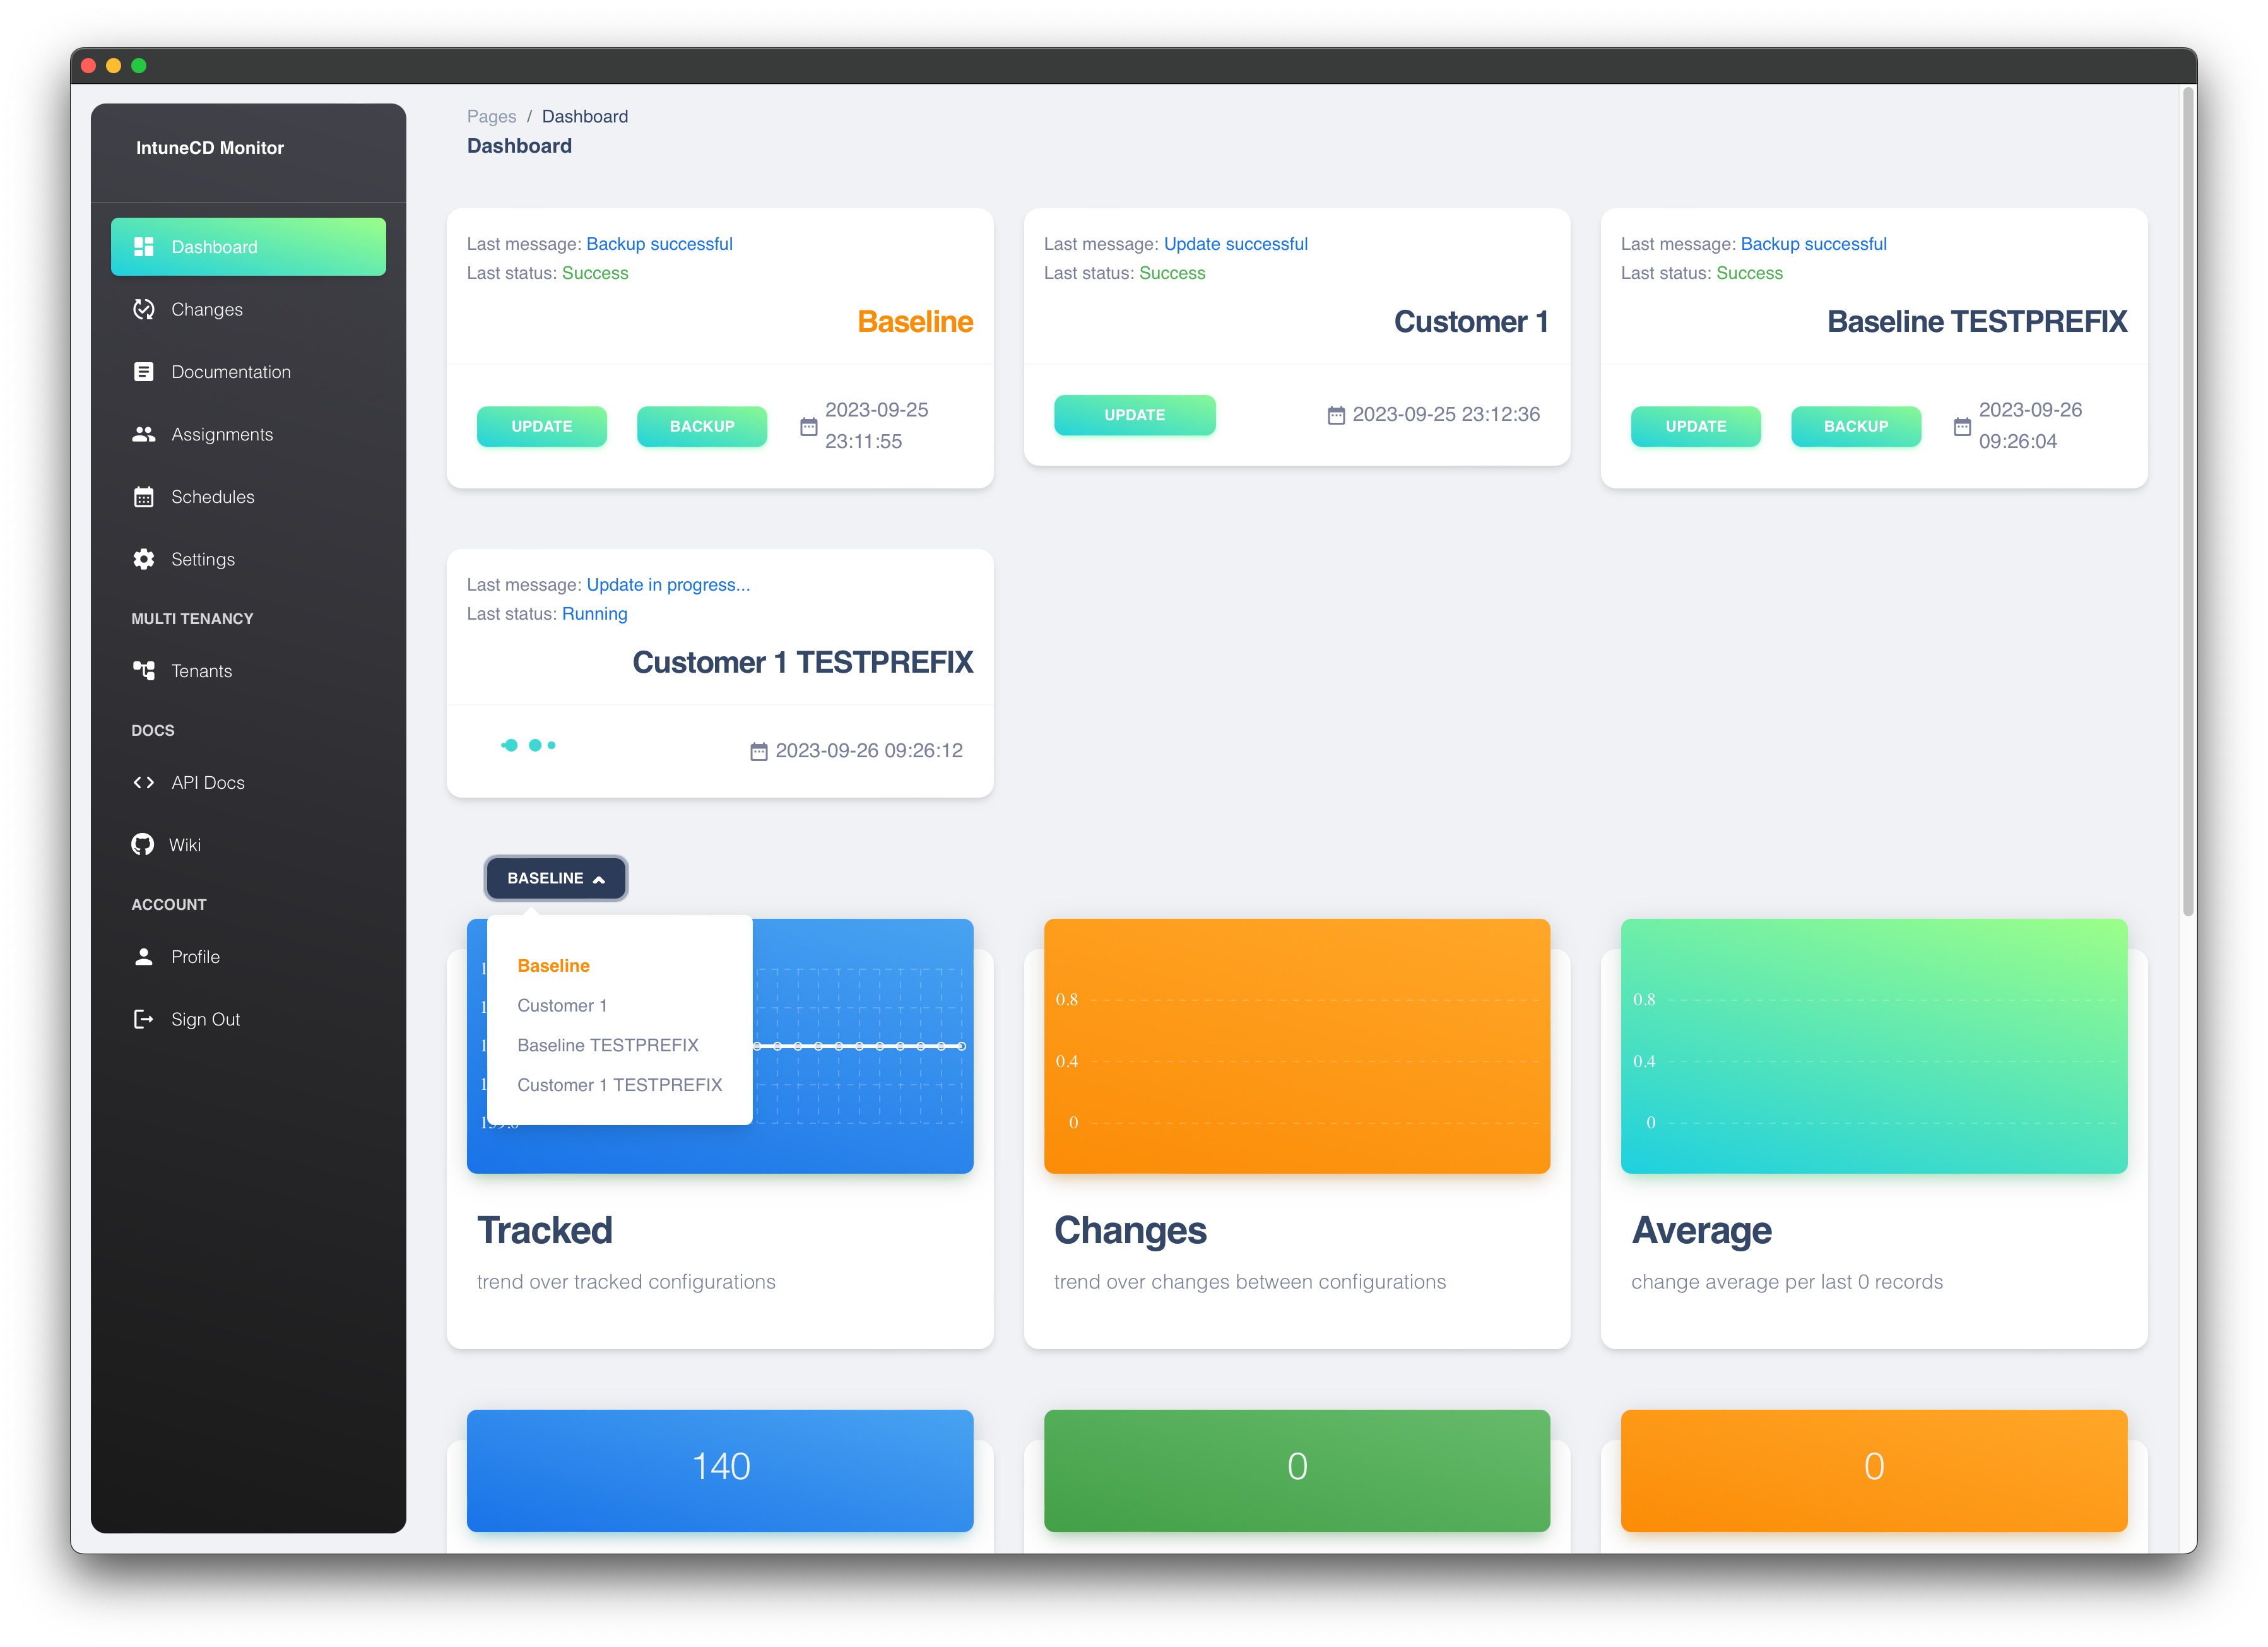 IntuneCD Monitor
Dashboard
Changes
Documentation
Assignments
Schedules
Settings
MULTI TENANCY
Tenants
DOCS
API Docs
Wiki
ACCOUNT
Profile
Sign Out
Pages / Dashboard
Dashboard
Last message: Backup successful
Last status: Success
Baseline
UPDATE
BACKUP
2023-09-25
23:11:55
Last message: Update successful
Last status: Success
Customer 1
UPDATE
2023-09-25 23:12:36
Last message: Backup successful
Last status: Success
Baseline TESTPREFIX
UPDATE
BACKUP
2023-09-26
09:26:04
Last message: Update in progress...
Last status: Running
Customer 1 TESTPREFIX
2023-09-26 09:26:12
BASELINE
Baseline
Customer 1
Baseline TESTPREFIX
Customer 1 TESTPREFIX
Tracked
trend over tracked configurations
0.8
0.4
0
Changes
trend over changes between configurations
0.8
0.4
0
Average
change average per last 0 records
140
0
0